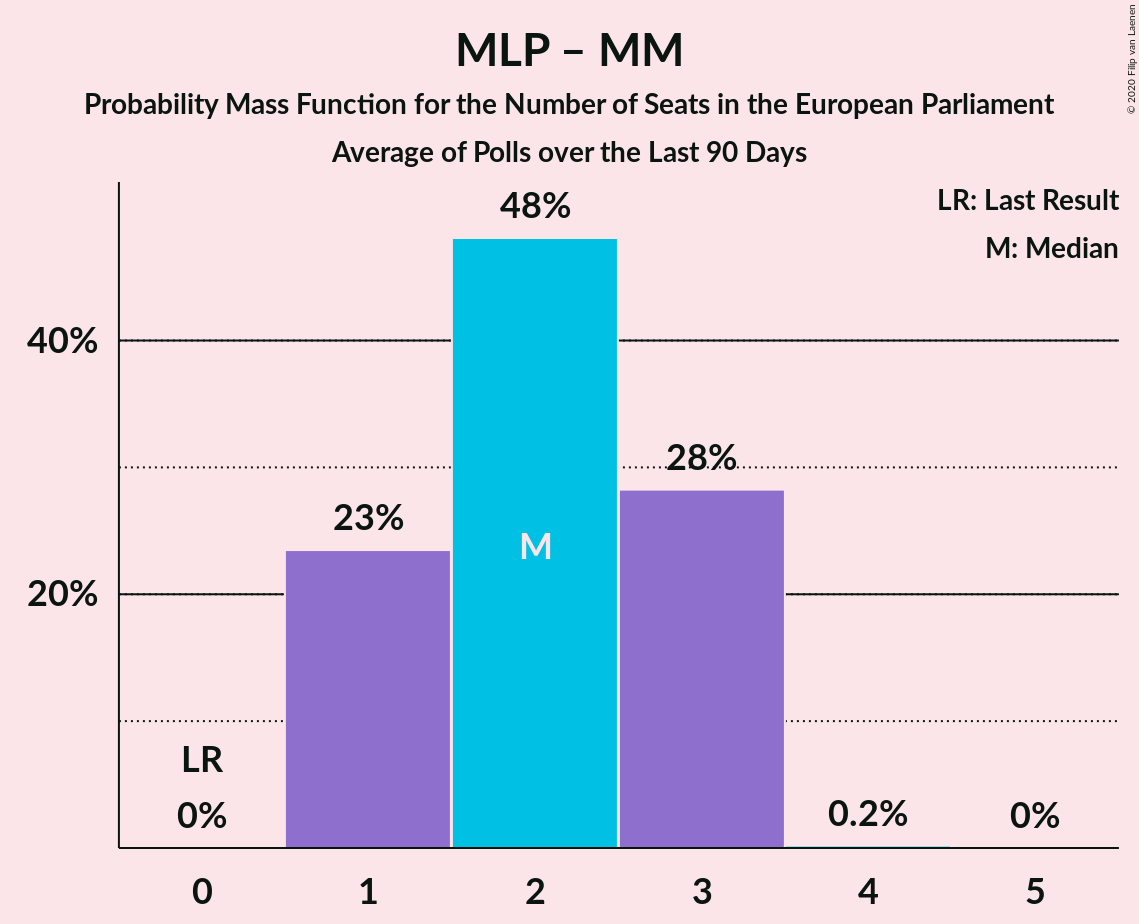 MLP – MM
Probability Mass Function for the Number of Seats in the European Parliament
Average of Polls over the Last 90 Days
© 2020 Filip van Laenen
LR: Last Result
M: Median
48%
40%
28%
23%
M
20%
LR
0%
0.2%
0%
0 1 2 3 4 5